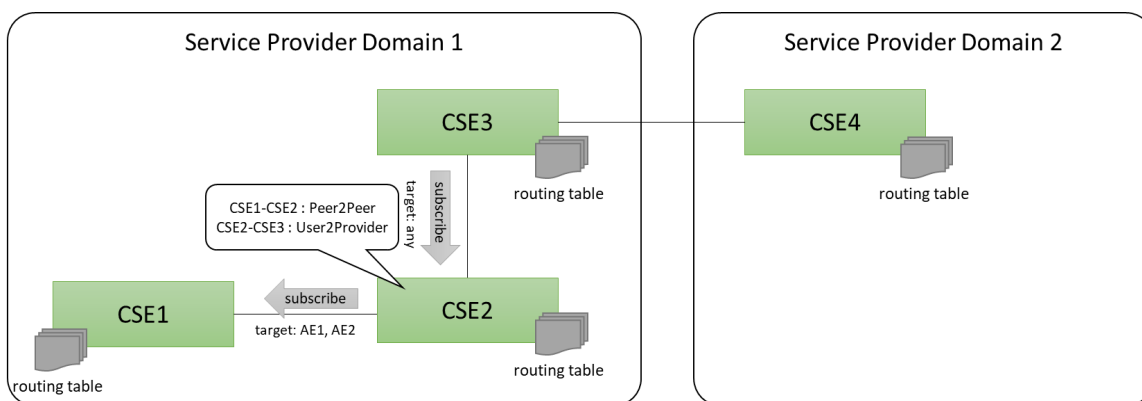 Service Provider Domain 1
Service Provider Domain 2
CSE3
CSE4
routing table
routing table
subscribe
target: any
CSE1-CSE2 : Peer2Peer
CSE2-CSE3 : User2Provider
CSE1
subscribe
CSE2
target: AE1, AE2
routing table
routing table